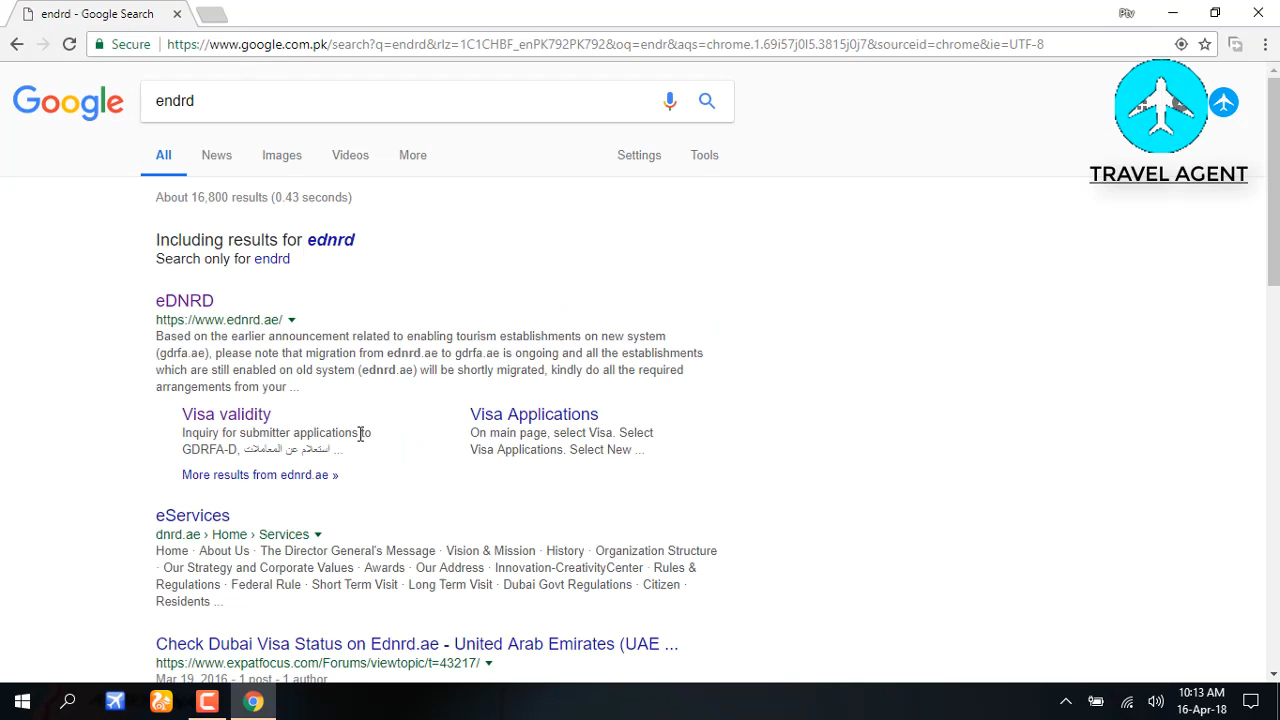 endrd - Google Search
Ptv
Secure
https://www.google.com.pk/search?q=endrd&rlz=1C1CHBF_enPK792PK792&oq=endr&aqs=chrome.1.69i57j0l5.3815j0j7&sourceid=chrome&ie=UTF-8
Google
endrd
All News Images Videos More Settings Tools
TRAVEL AGENT
About 16,800 results (0.43 seconds)
Including results for ednrd
Search only for endrd
eDNRD
https://www.ednrd.ae/
Based on the earlier announcement related to enabling tourism establishments on new system
(gdrfa.ae), please note that migration from ednrd.ae to gdrfa.ae is ongoing and all the establishments
which are still enabled on old system (ednrd.ae) will be shortly migrated, kindly do all the required
arrangements from your ...
Visa validity
Inquiry for submitter applications to
GDRFA-D, استعلام عن المعاملات ...
Visa Applications
On main page, select Visa. Select
Visa Applications. Select New ...
More results from ednrd.ae »
eServices
dnrd.ae › Home › Services
Home · About Us · The Director General's Message · Vision & Mission · History · Organization Structure
· Our Strategy and Corporate Values · Awards · Our Address · Innovation-CreativityCenter · Rules &
Regulations · Federal Rule · Short Term Visit · Long Term Visit · Dubai Govt Regulations · Citizen ·
Residents ...
Check Dubai Visa Status on Ednrd.ae - United Arab Emirates (UAE ...
https://www.expatfocus.com/Forums/viewtopic/t=43217/
Mar 19, 2016 - 1 post - 1 author
10:13 AM
16-Apr-18